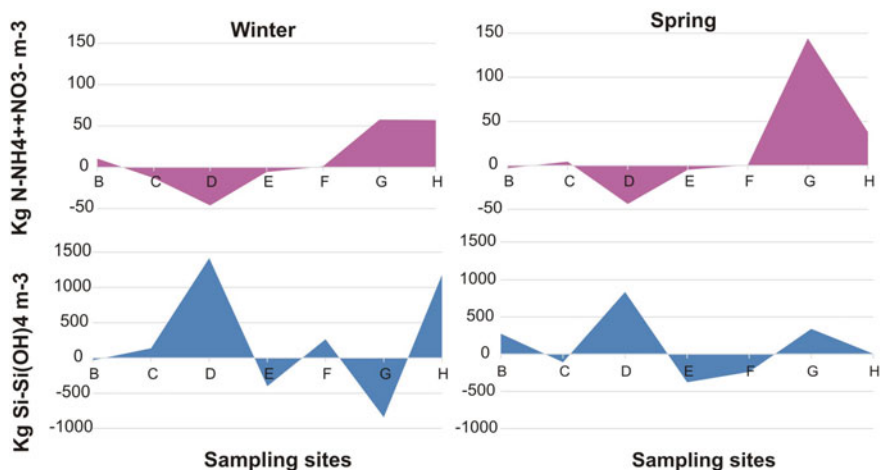 Winter
Kg N-NH4++NO3- m-3
150
100
50
0
-50
B C D E F G H
Spring
150
100
50
0
-50
B C D E F G H
Kg Si-Si(OH)4 m-3
1500
1000
500
0
-500
-1000
B C D E F G H
Sampling sites
1500
1000
500
0
-500
-1000
B C D E F G H
Sampling sites